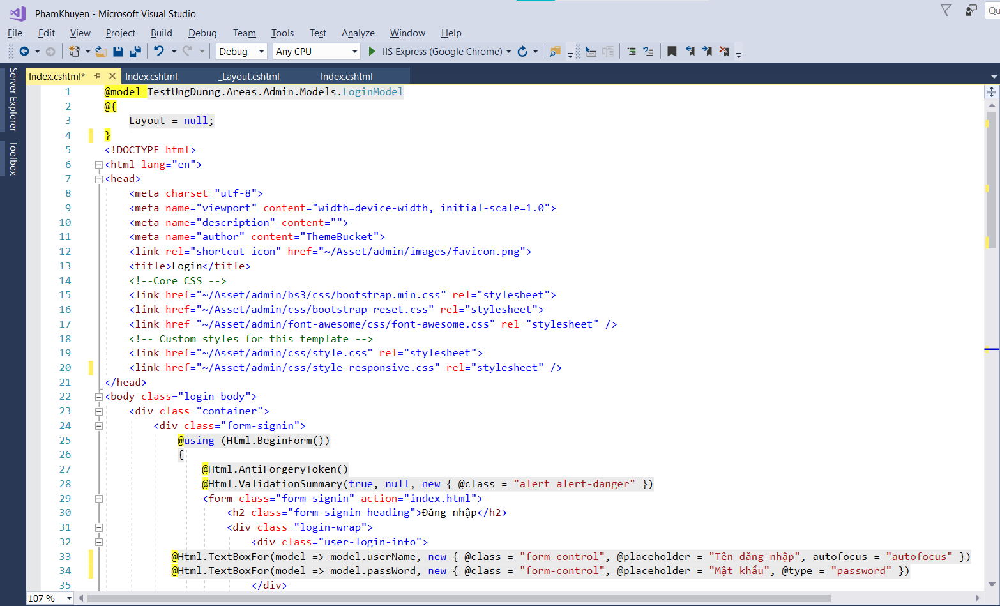 PhamKhuyen - Microsoft Visual Studio
Qu
File Edit View Project Build Debug Team Tools Test Analyze Window Help
Debug Any CPU IIS Express (Google Chrome)
Server Explorer
Toolbox
Index.cshtml* Index.cshtml _Layout.cshtml Index.cshtml
1 @model TestUngDunng.Areas.Admin.Models.LoginModel
2 @{
3 Layout = null;
4 }
5 <!DOCTYPE html>
6 <html lang="en">
7 <head>
8 <meta charset="utf-8">
9 <meta name="viewport" content="width=device-width, initial-scale=1.0">
10 <meta name="description" content="">
11 <meta name="author" content="ThemeBucket">
12 <link rel="shortcut icon" href="~/Asset/admin/images/favicon.png">
13 <title>Login</title>
14 <!--Core CSS -->
15 <link href="~/Asset/admin/bs3/css/bootstrap.min.css" rel="stylesheet">
16 <link href="~/Asset/admin/css/bootstrap-reset.css" rel="stylesheet">
17 <link href="~/Asset/admin/font-awesome/css/font-awesome.css" rel="stylesheet" />
18 <!-- Custom styles for this template -->
19 <link href="~/Asset/admin/css/style.css" rel="stylesheet">
20 <link href="~/Asset/admin/css/style-responsive.css" rel="stylesheet" />
21 </head>
22 <body class="login-body">
23 <div class="container">
24 <div class="form-signin">
25 @using (Html.BeginForm())
26 {
27 @Html.AntiForgeryToken()
28 @Html.ValidationSummary(true, null, new { @class = "alert alert-danger" })
29 <form class="form-signin" action="index.html">
30 <h2 class="form-signin-heading">Đăng nhập</h2>
31 <div class="login-wrap">
32 <div class="user-login-info">
33 @Html.TextBoxFor(model => model.userName, new { @class = "form-control", @placeholder = "Tên đăng nhập", autofocus = "autofocus" })
34 @Html.TextBoxFor(model => model.passWord, new { @class = "form-control", @placeholder = "Mật khẩu", @type = "password" })
35 </div>
107 %